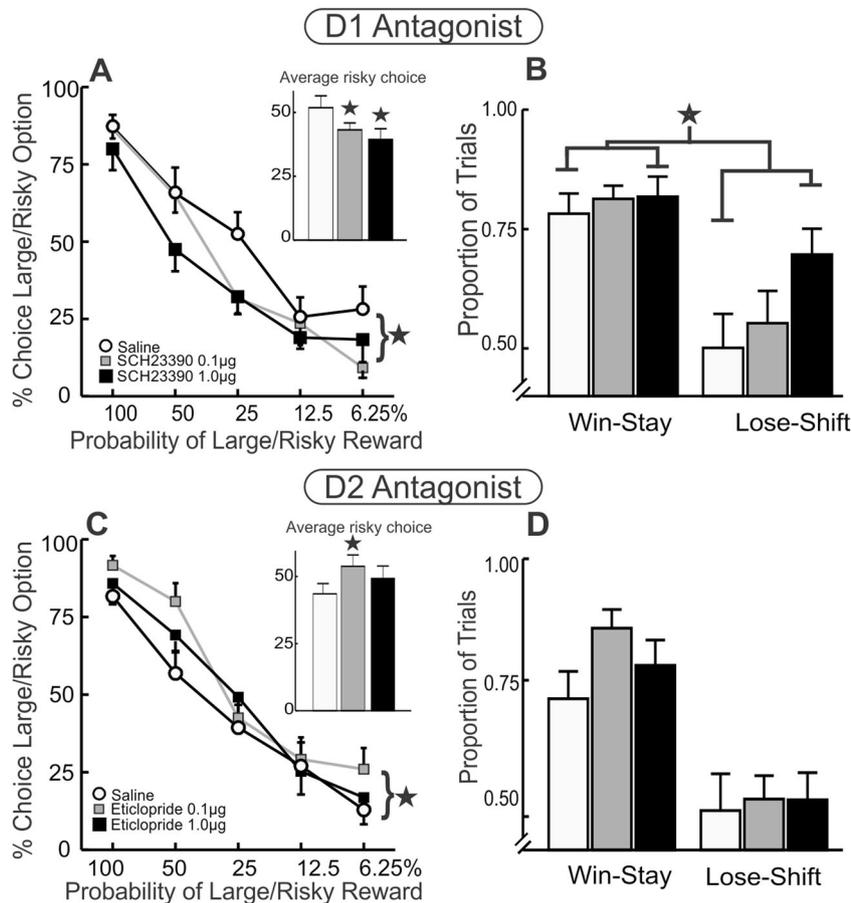 D1 Antagonist
A
% Choice Large/Risky Option
100
75
50
25
0
Average risky choice
50
25
0
Saline
SCH23390 0.1µg
SCH23390 1.0µg
100 50 25 12.5 6.25%
Probability of Large/Risky Reward
B
Proportion of Trials
1.00
0.75
0.50
Win-Stay Lose-Shift
D2 Antagonist
C
% Choice Large/Risky Option
100
75
50
25
0
Average risky choice
50
25
0
Saline
Eticlopride 0.1µg
Eticlopride 1.0µg
100 50 25 12.5 6.25%
Probability of Large/Risky Reward
D
Proportion of Trials
1.00
0.75
0.50
Win-Stay Lose-Shift